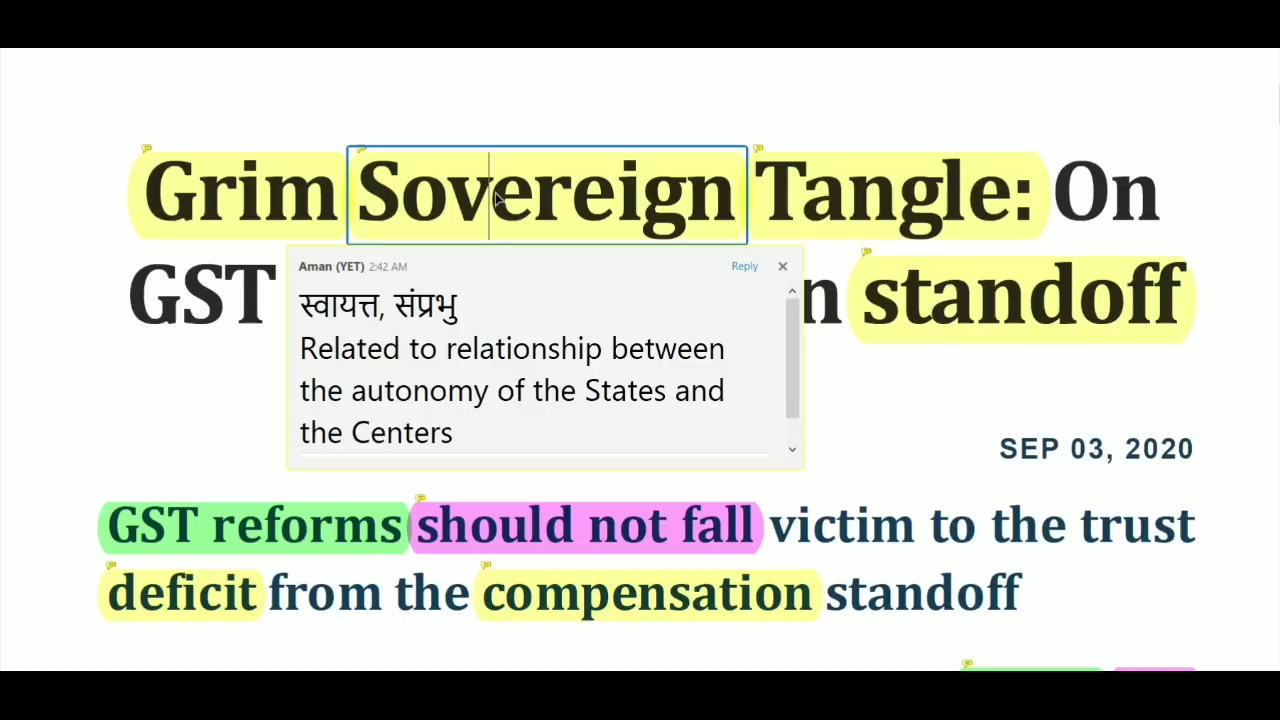 Grim Sovereign Tangle: On
GST n standoff
Aman (YET) 2:42 AM Reply
स्वायत्त, संप्रभु
Related to relationship between
the autonomy of the States and
the Centers
SEP 03, 2020
GST reforms should not fall victim to the trust
deficit from the compensation standoff